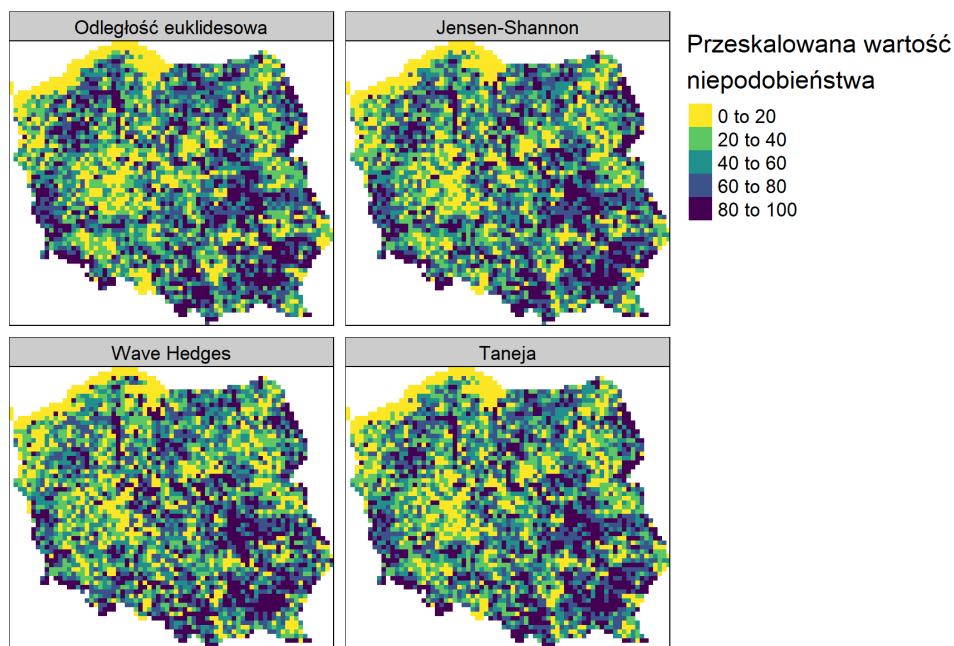 Odległość euklidesowa
Jensen-Shannon
Przeskalowana wartość
niepodobieństwa
0 to 20
20 to 40
40 to 60
60 to 80
80 to 100
Wave Hedges
Taneja